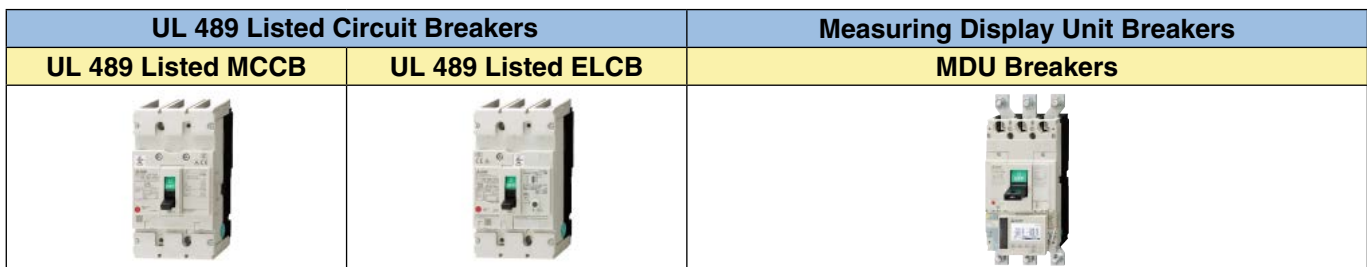 UL 489 Listed Circuit Breakers
Measuring Display Unit Breakers
UL 489 Listed MCCB
UL 489 Listed ELCB
MDU Breakers